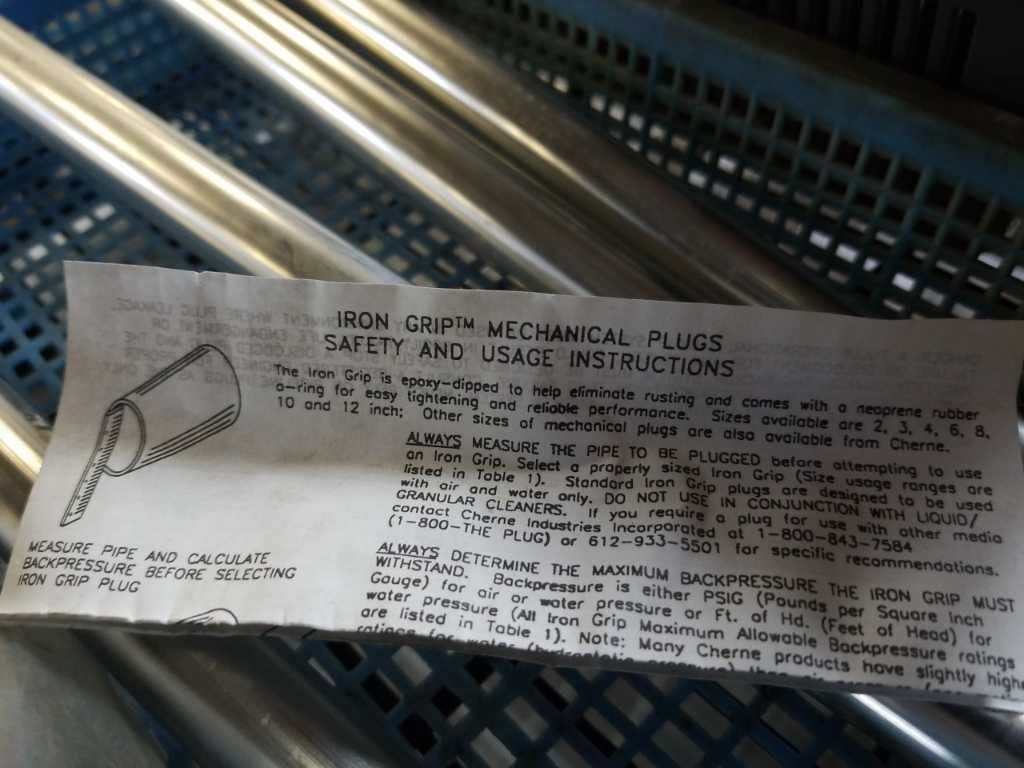 IRON GRIP™ MECHANICAL PLUGS
SAFETY AND USAGE INSTRUCTIONS
The Iron Grip is epoxy-dipped to help eliminate rusting and comes with a neoprene rubber
o-ring for easy tightening and reliable performance. Sizes available are 2, 3, 4, 6, 8,
10 and 12 inch; Other sizes of mechanical plugs are also available from Cherne.
ALWAYS MEASURE THE PIPE TO BE PLUGGED before attempting to use
an Iron Grip. Select a properly sized Iron Grip (Size usage ranges are
listed in Table 1). Standard Iron Grip plugs are designed to be used
with air and water only. DO NOT USE IN CONJUNCTION WITH LIQUID/
GRANULAR CLEANERS. If you require a plug for use with other media
contact Cherne Industries Incorporated at 1-800-843-7584
(1-800-THE PLUG) or 612-933-5501 for specific recommendations.
MEASURE PIPE AND CALCULATE
BACKPRESSURE BEFORE SELECTING
IRON GRIP PLUG
ALWAYS DETERMINE THE MAXIMUM BACKPRESSURE THE IRON GRIP MUST
WITHSTAND. Backpressure is either PSIG (Pounds per Square Inch
Gauge) for air or water pressure or Ft. of Hd. (Feet of Head) for
water pressure (All Iron Grip Maximum Allowable Backpressure ratings
are listed in Table 1). Note: Many Cherne products have slightly high
ratings for water (hydrostatic pressure) than air